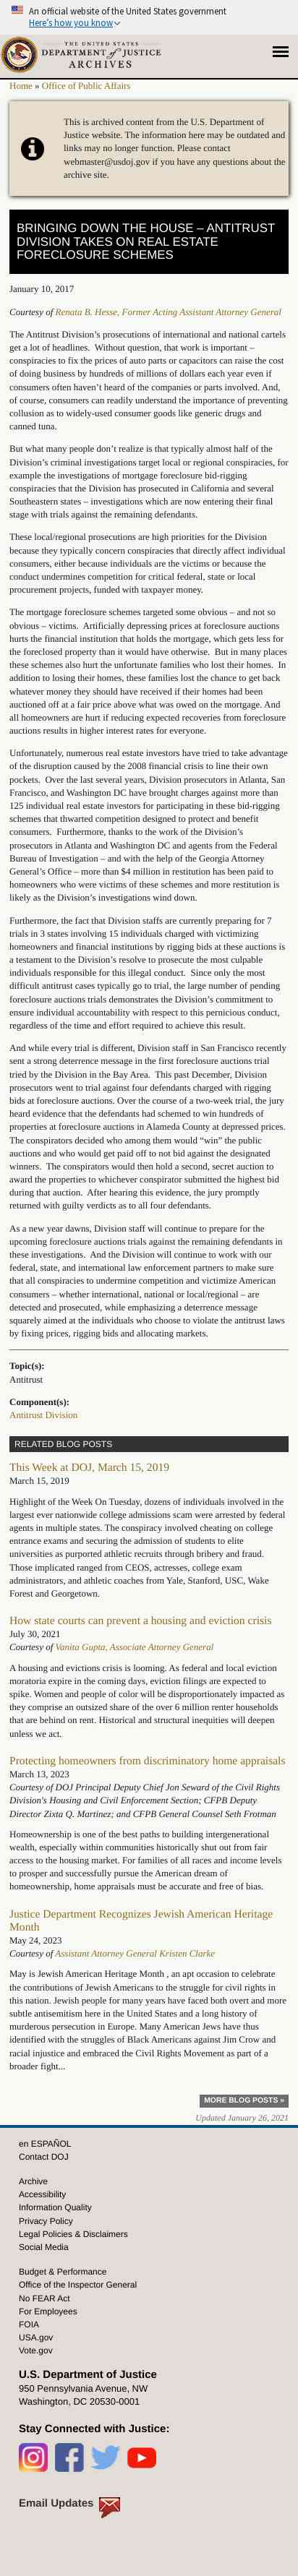 An official website of the United States government
Here's how you know
THE UNITED STATES
DEPARTMENT of JUSTICE
ARCHIVES
Home » Office of Public Affairs
This is archived content from the U.S. Department of
Justice website. The information here may be outdated and
links may no longer function. Please contact
webmaster@usdoj.gov if you have any questions about the
archive site.
BRINGING DOWN THE HOUSE – ANTITRUST
DIVISION TAKES ON REAL ESTATE
FORECLOSURE SCHEMES
January 10, 2017
Courtesy of Renata B. Hesse, Former Acting Assistant Attorney General
The Antitrust Division's prosecutions of international and national cartels
get a lot of headlines.  Without question, that work is important –
conspiracies to fix the prices of auto parts or capacitors can raise the cost
of doing business by hundreds of millions of dollars each year even if
consumers often haven't heard of the companies or parts involved. And,
of course, consumers can readily understand the importance of preventing
collusion as to widely-used consumer goods like generic drugs and
canned tuna.
But what many people don't realize is that typically almost half of the
Division's criminal investigations target local or regional conspiracies, for
example the investigations of mortgage foreclosure bid-rigging
conspiracies that the Division has prosecuted in California and several
Southeastern states – investigations which are now entering their final
stage with trials against the remaining defendants.
These local/regional prosecutions are high priorities for the Division
because they typically concern conspiracies that directly affect individual
consumers, either because individuals are the victims or because the
conduct undermines competition for critical federal, state or local
procurement projects, funded with taxpayer money.
The mortgage foreclosure schemes targeted some obvious – and not so
obvious – victims.  Artificially depressing prices at foreclosure auctions
hurts the financial institution that holds the mortgage, which gets less for
the foreclosed property than it would have otherwise.  But in many places
these schemes also hurt the unfortunate families who lost their homes.  In
addition to losing their homes, these families lost the chance to get back
whatever money they should have received if their homes had been
auctioned off at a fair price above what was owed on the mortgage. And
all homeowners are hurt if reducing expected recoveries from foreclosure
auctions results in higher interest rates for everyone.
Unfortunately, numerous real estate investors have tried to take advantage
of the disruption caused by the 2008 financial crisis to line their own
pockets.  Over the last several years, Division prosecutors in Atlanta, San
Francisco, and Washington DC have brought charges against more than
125 individual real estate investors for participating in these bid-rigging
schemes that thwarted competition designed to protect and benefit
consumers.  Furthermore, thanks to the work of the Division's
prosecutors in Atlanta and Washington DC and agents from the Federal
Bureau of Investigation – and with the help of the Georgia Attorney
General's Office – more than $4 million in restitution has been paid to
homeowners who were victims of these schemes and more restitution is
likely as the Division's investigations wind down.
Furthermore, the fact Division staffs are currently preparing for 7
trials in 3 states involving 15 individuals charged with victimizing
homeowners and financial institutions by rigging bids at these auctions is
a testament to the Division's resolve to prosecute the most culpable
individuals responsible for this illegal conduct.  Since only the most
difficult antitrust cases typically go to trial, the large number of pending
foreclosure auctions trials demonstrates the Division's commitment to
ensure individual accountability with respect to this pernicious conduct,
regardless of the time and effort required to achieve this result.
And while every trial is different, Division staff in San Francisco recently
sent a strong deterrence message in the first foreclosure auctions trial
tried by the Division in the Bay Area.  This past December, Division
prosecutors went to trial against four defendants charged with rigging
bids at foreclosure auctions. Over the course of a two-week trial, the jury
heard evidence that the defendants had schemed to win hundreds of
properties at foreclosure auctions in Alameda County at depressed prices.
The conspirators decided who among them would "win" the public
auctions and who would get paid off to not bid against the designated
winners.  The conspirators would then hold a second, secret auction to
award the properties to whichever conspirator submitted the highest bid
during that auction.  After hearing this evidence, the jury promptly
returned with guilty verdicts as to all four defendants.
As a new year dawns, Division staff will continue to prepare for the
upcoming foreclosure auctions trials against the remaining defendants in
these investigations.  And the Division will continue to work with our
federal, state, and international law enforcement partners to make sure
that all conspiracies to undermine competition and victimize American
consumers – whether international, national or local/regional – are
detected and prosecuted, while emphasizing a deterrence message
squarely aimed at the individuals who choose to violate the antitrust laws
by fixing prices, rigging bids and allocating markets.
Topic(s):
Antitrust
Component(s):
Antitrust Division
RELATED BLOG POSTS
This Week at DOJ, March 15, 2019
March 15, 2019
Highlight of the Week On Tuesday, dozens of individuals involved in the
largest ever nationwide college admissions scam were arrested by federal
agents in multiple states. The conspiracy involved cheating on college
entrance exams and securing the admission of students to elite
universities as purported athletic recruits through bribery and fraud.
Those implicated ranged from CEOS, actresses, college exam
administrators, and athletic coaches from Yale, Stanford, USC, Wake
Forest and Georgetown.
How state courts can prevent a housing and eviction crisis
July 30, 2021
Courtesy of Vanita Gupta, Associate Attorney General
A housing and evictions crisis is looming. As federal and local eviction
moratoria expire in the coming days, eviction filings are expected to
spike. Women and people of color will be disproportionately impacted as
they comprise an outsized share of the over 6 million renter households
that are behind on rent. Historical and structural inequities will deepen
unless we act.
Protecting homeowners from discriminatory home appraisals
March 13, 2023
Courtesy of DOJ Principal Deputy Chief Jon Seward of the Civil Rights
Division's Housing and Civil Enforcement Section; CFPB Deputy
Director Zixta Q. Martinez; and CFPB General Counsel Seth Frotman
Homeownership is one of the best paths to building intergenerational
wealth, especially within communities historically shut out from fair
access to the housing market. For families of all races and income levels
to prosper and successfully pursue the American dream of
homeownership, home appraisals must be accurate and free of bias.
Justice Department Recognizes Jewish American Heritage
Month
May 24, 2023
Courtesy of Assistant Attorney General Kristen Clarke
May is Jewish American Heritage Month , an apt occasion to celebrate
the contributions of Jewish Americans to the struggle for civil rights in
this nation. Jewish people for many years have faced both overt and more
subtle antisemitism here in the United States and a long history of
murderous persecution in Europe. Many American Jews have thus
identified with the struggles of Black Americans against Jim Crow and
racial injustice and embraced the Civil Rights Movement as part of a
broader fight...
MORE BLOG POSTS »
Updated January 26, 2021
en ESPAÑOL
Contact DOJ
Archive
Accessibility
Information Quality
Privacy Policy
Legal Policies & Disclaimers
Social Media
Budget & Performance
Office of the Inspector General
No FEAR Act
For Employees
FOIA
USA.gov
Vote.gov
U.S. Department of Justice
950 Pennsylvania Avenue, NW
Washington, DC 20530-0001
Stay Connected with Justice:
Email Updates